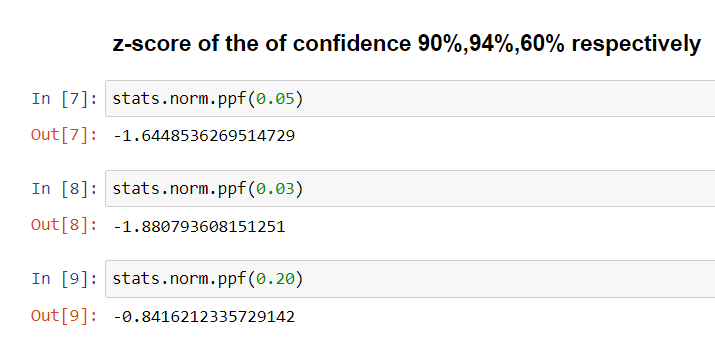 z-score of the of confidence 90%,94%,60% respectively
In [7]: stats.norm.ppf(0.05)
Out[7]: -1.6448536269514729
In [8]: stats.norm.ppf(0.03)
Out[8]: -1.880793608151251
In [9]: stats.norm.ppf(0.20)
Out[9]: -0.8416212335729142